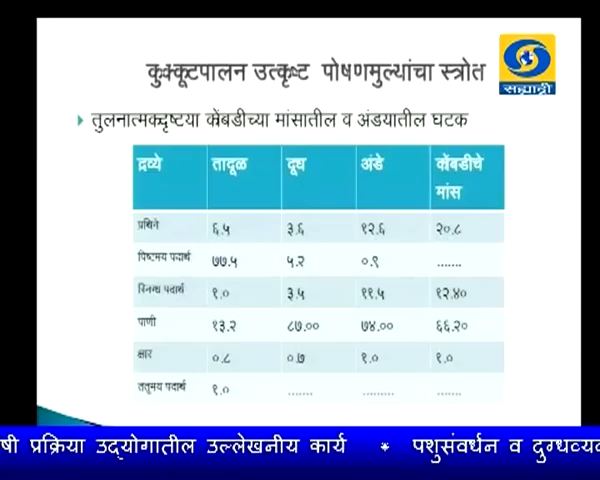 कुक्कूटपालन उत्कृष्ट पोषणमुल्यांचा स्त्रोत
सह्याद्री
तुलनात्मकदृष्टया कोंबडीच्या मांसातील व अंडयातील घटक
द्रव्ये तादूळ दूध अंडे कोंबडीचे मांस
प्रथिने ६.५ ३.६ १२.६ २०.८
पिष्टमय पदार्थ ७७.५ ५.२ ०.९ .......
स्निग्ध पदार्थ १.० ३.५ ११.५ १२.४०
पाणी १३.२ ८७.०० ७४.०० ६६.२०
क्षार ०.८ ०.७ १.० १.०
ततूमय पदार्थ १.० ....... ......... .......
षी प्रक्रिया उद्योगातील उल्लेखनीय कार्य * पशुसंवर्धन व दुग्धव्यव